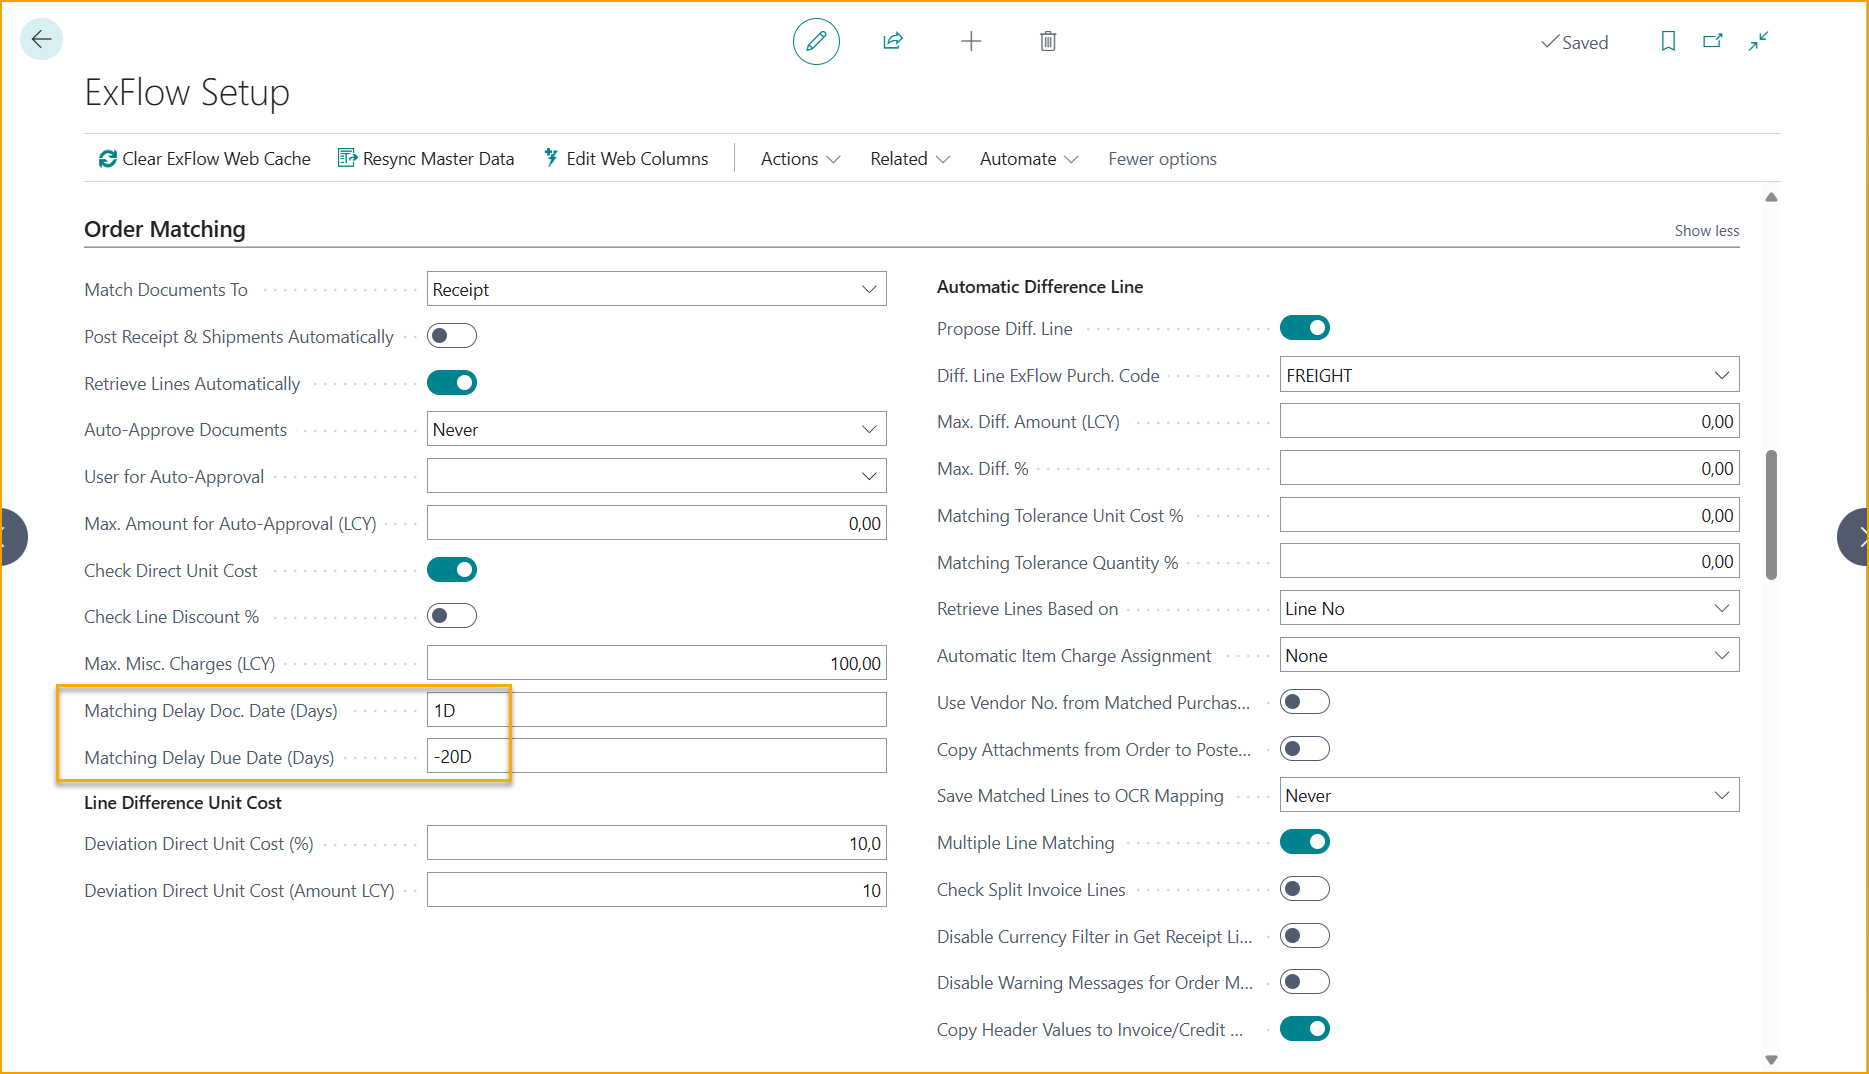 Saved
ExFlow Setup
Clear ExFlow Web Cache
Resync Master Data
Edit Web Columns
Actions
Related
Automate
Fewer options
Order Matching
Show less
Match Documents To
Receipt
Post Receipt & Shipments Automatically
Retrieve Lines Automatically
Auto-Approve Documents
Never
User for Auto-Approval
Max. Amount for Auto-Approval (LCY)
0,00
Check Direct Unit Cost
Check Line Discount %
Max. Misc. Charges (LCY)
100,00
Matching Delay Doc. Date (Days)
1D
Matching Delay Due Date (Days)
-20D
Line Difference Unit Cost
Deviation Direct Unit Cost (%)
10,0
Deviation Direct Unit Cost (Amount LCY)
10
Automatic Difference Line
Propose Diff. Line
Diff. Line ExFlow Purch. Code
FREIGHT
Max. Diff. Amount (LCY)
0,00
Max. Diff. %
0,00
Matching Tolerance Unit Cost %
0,00
Matching Tolerance Quantity %
0,00
Retrieve Lines Based on
Line No
Automatic Item Charge Assignment
None
Use Vendor No. from Matched Purchas...
Copy Attachments from Order to Poste...
Save Matched Lines to OCR Mapping
Never
Multiple Line Matching
Check Split Invoice Lines
Disable Currency Filter in Get Receipt Li...
Disable Warning Messages for Order M...
Copy Header Values to Invoice/Credit ...